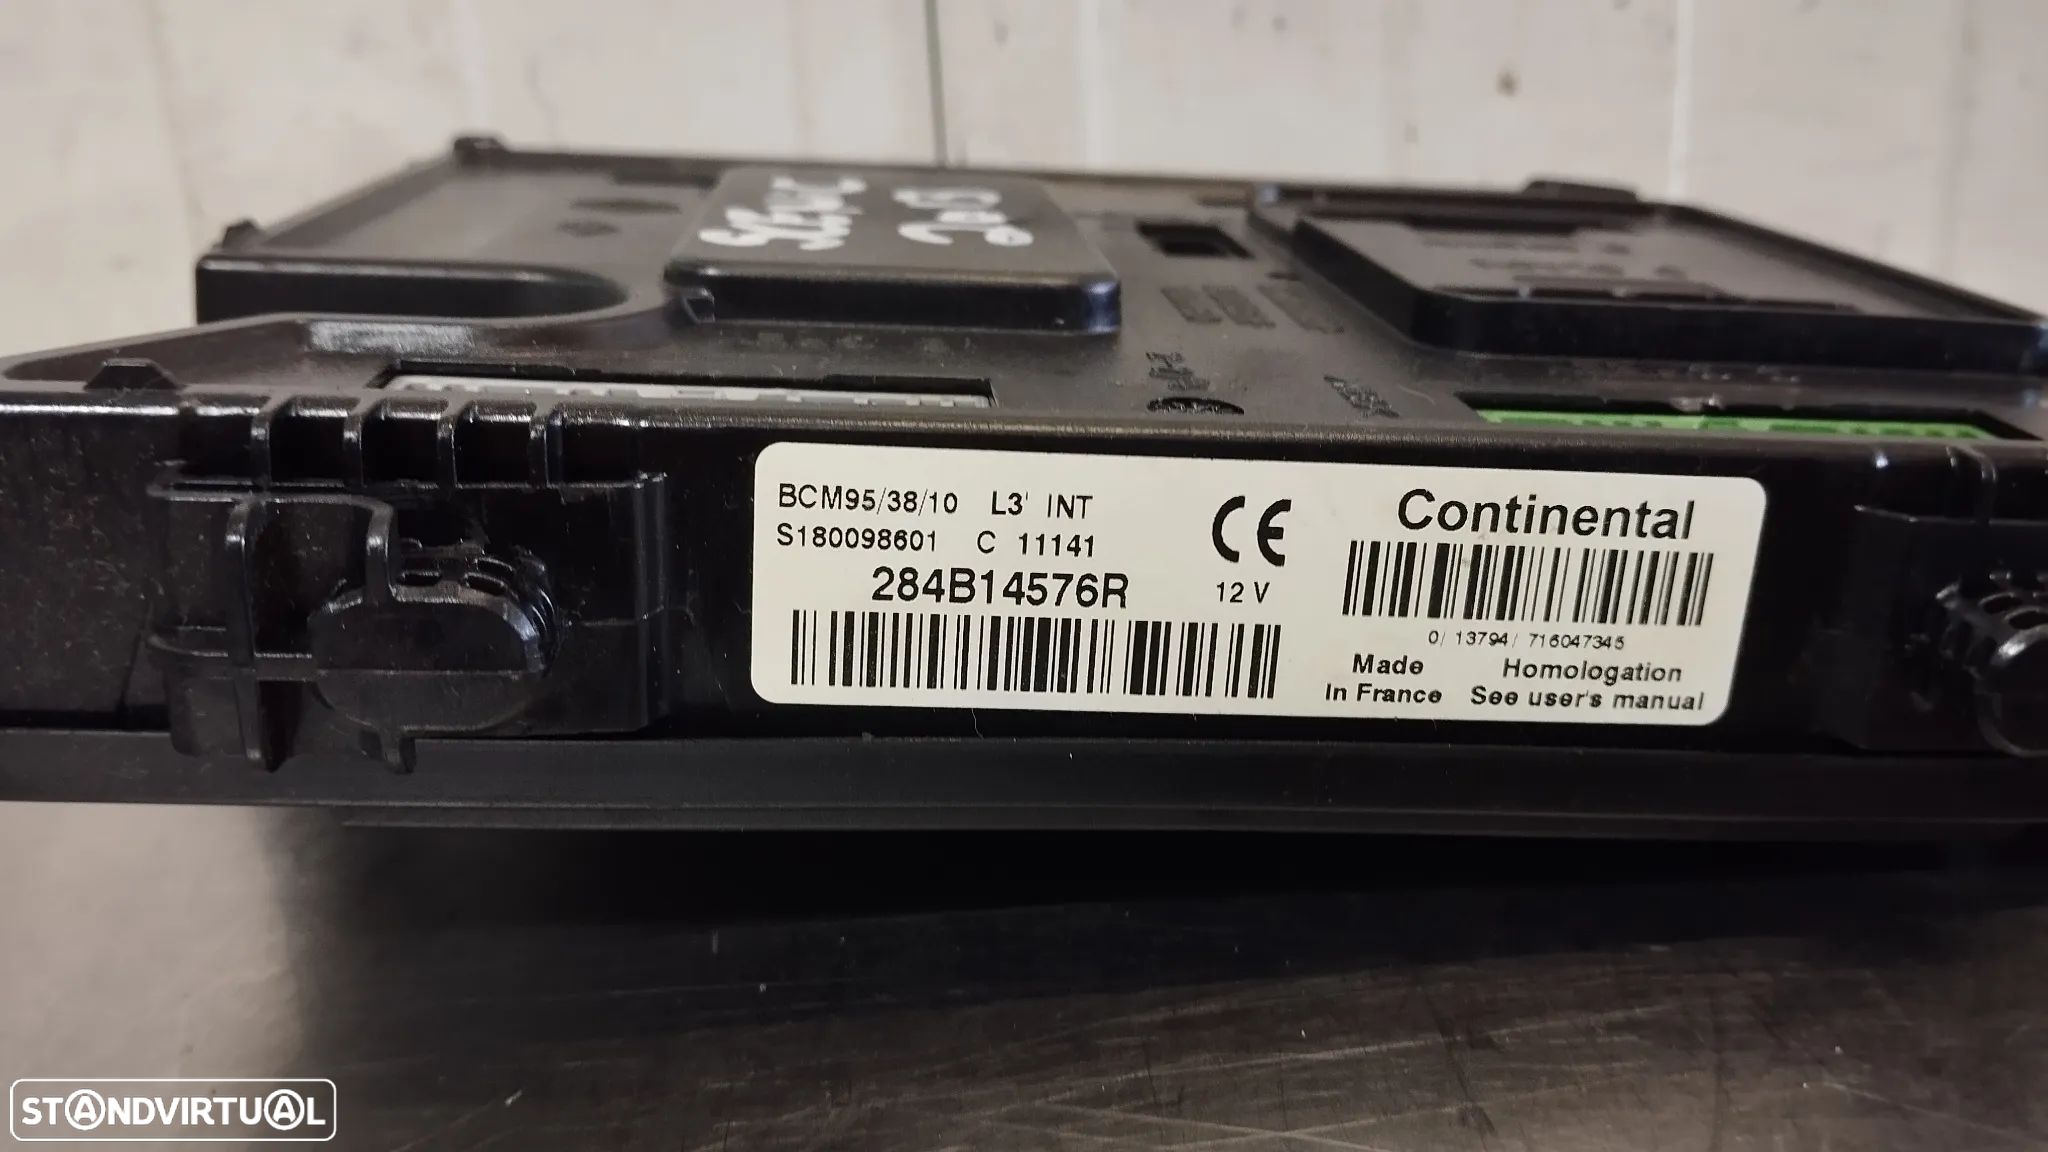 BCM95/38/10 L3' INT
S180098601 C 11141
284B14576R
12 V
Continental
0/ 13794/ 716047345
Made
In France
Homologation
See user's manual
STANDVIRTUAL